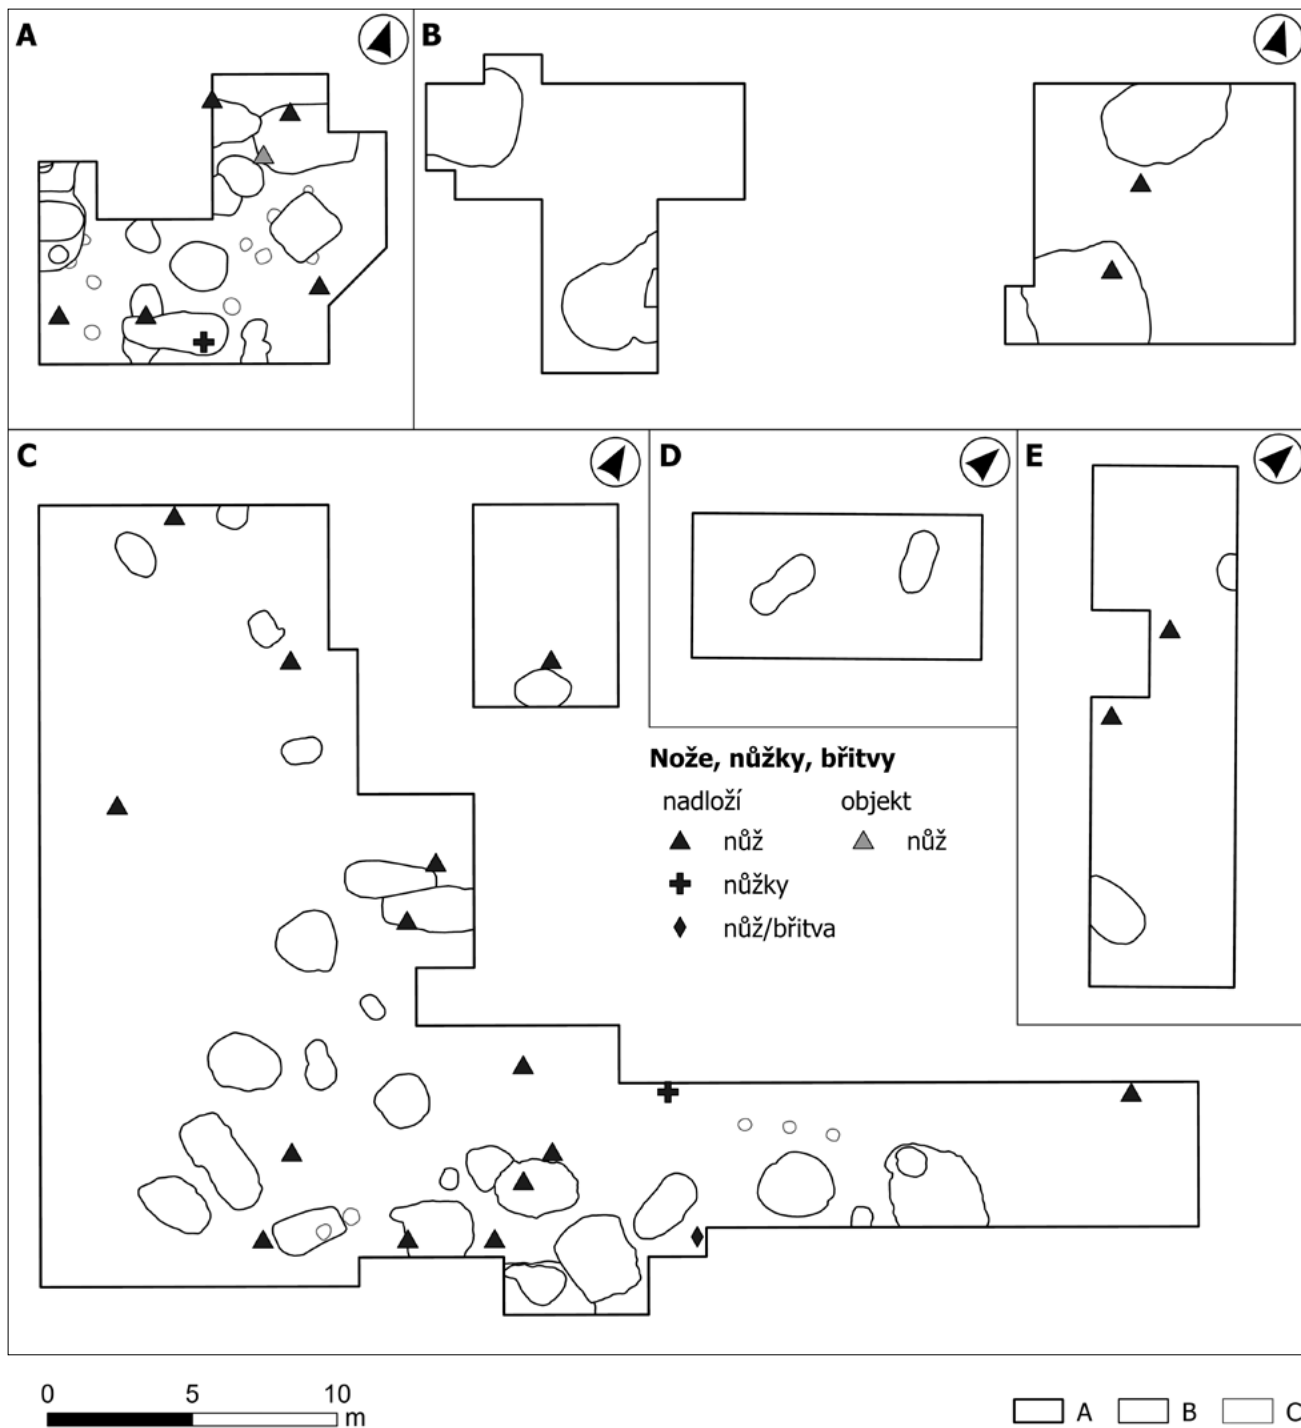 A
B
C
D
E
Nože, nůžky, břitvy
nadloží objekt
nůž nůž
nůžky
nůž/břitva
0 5 10
m
A B C